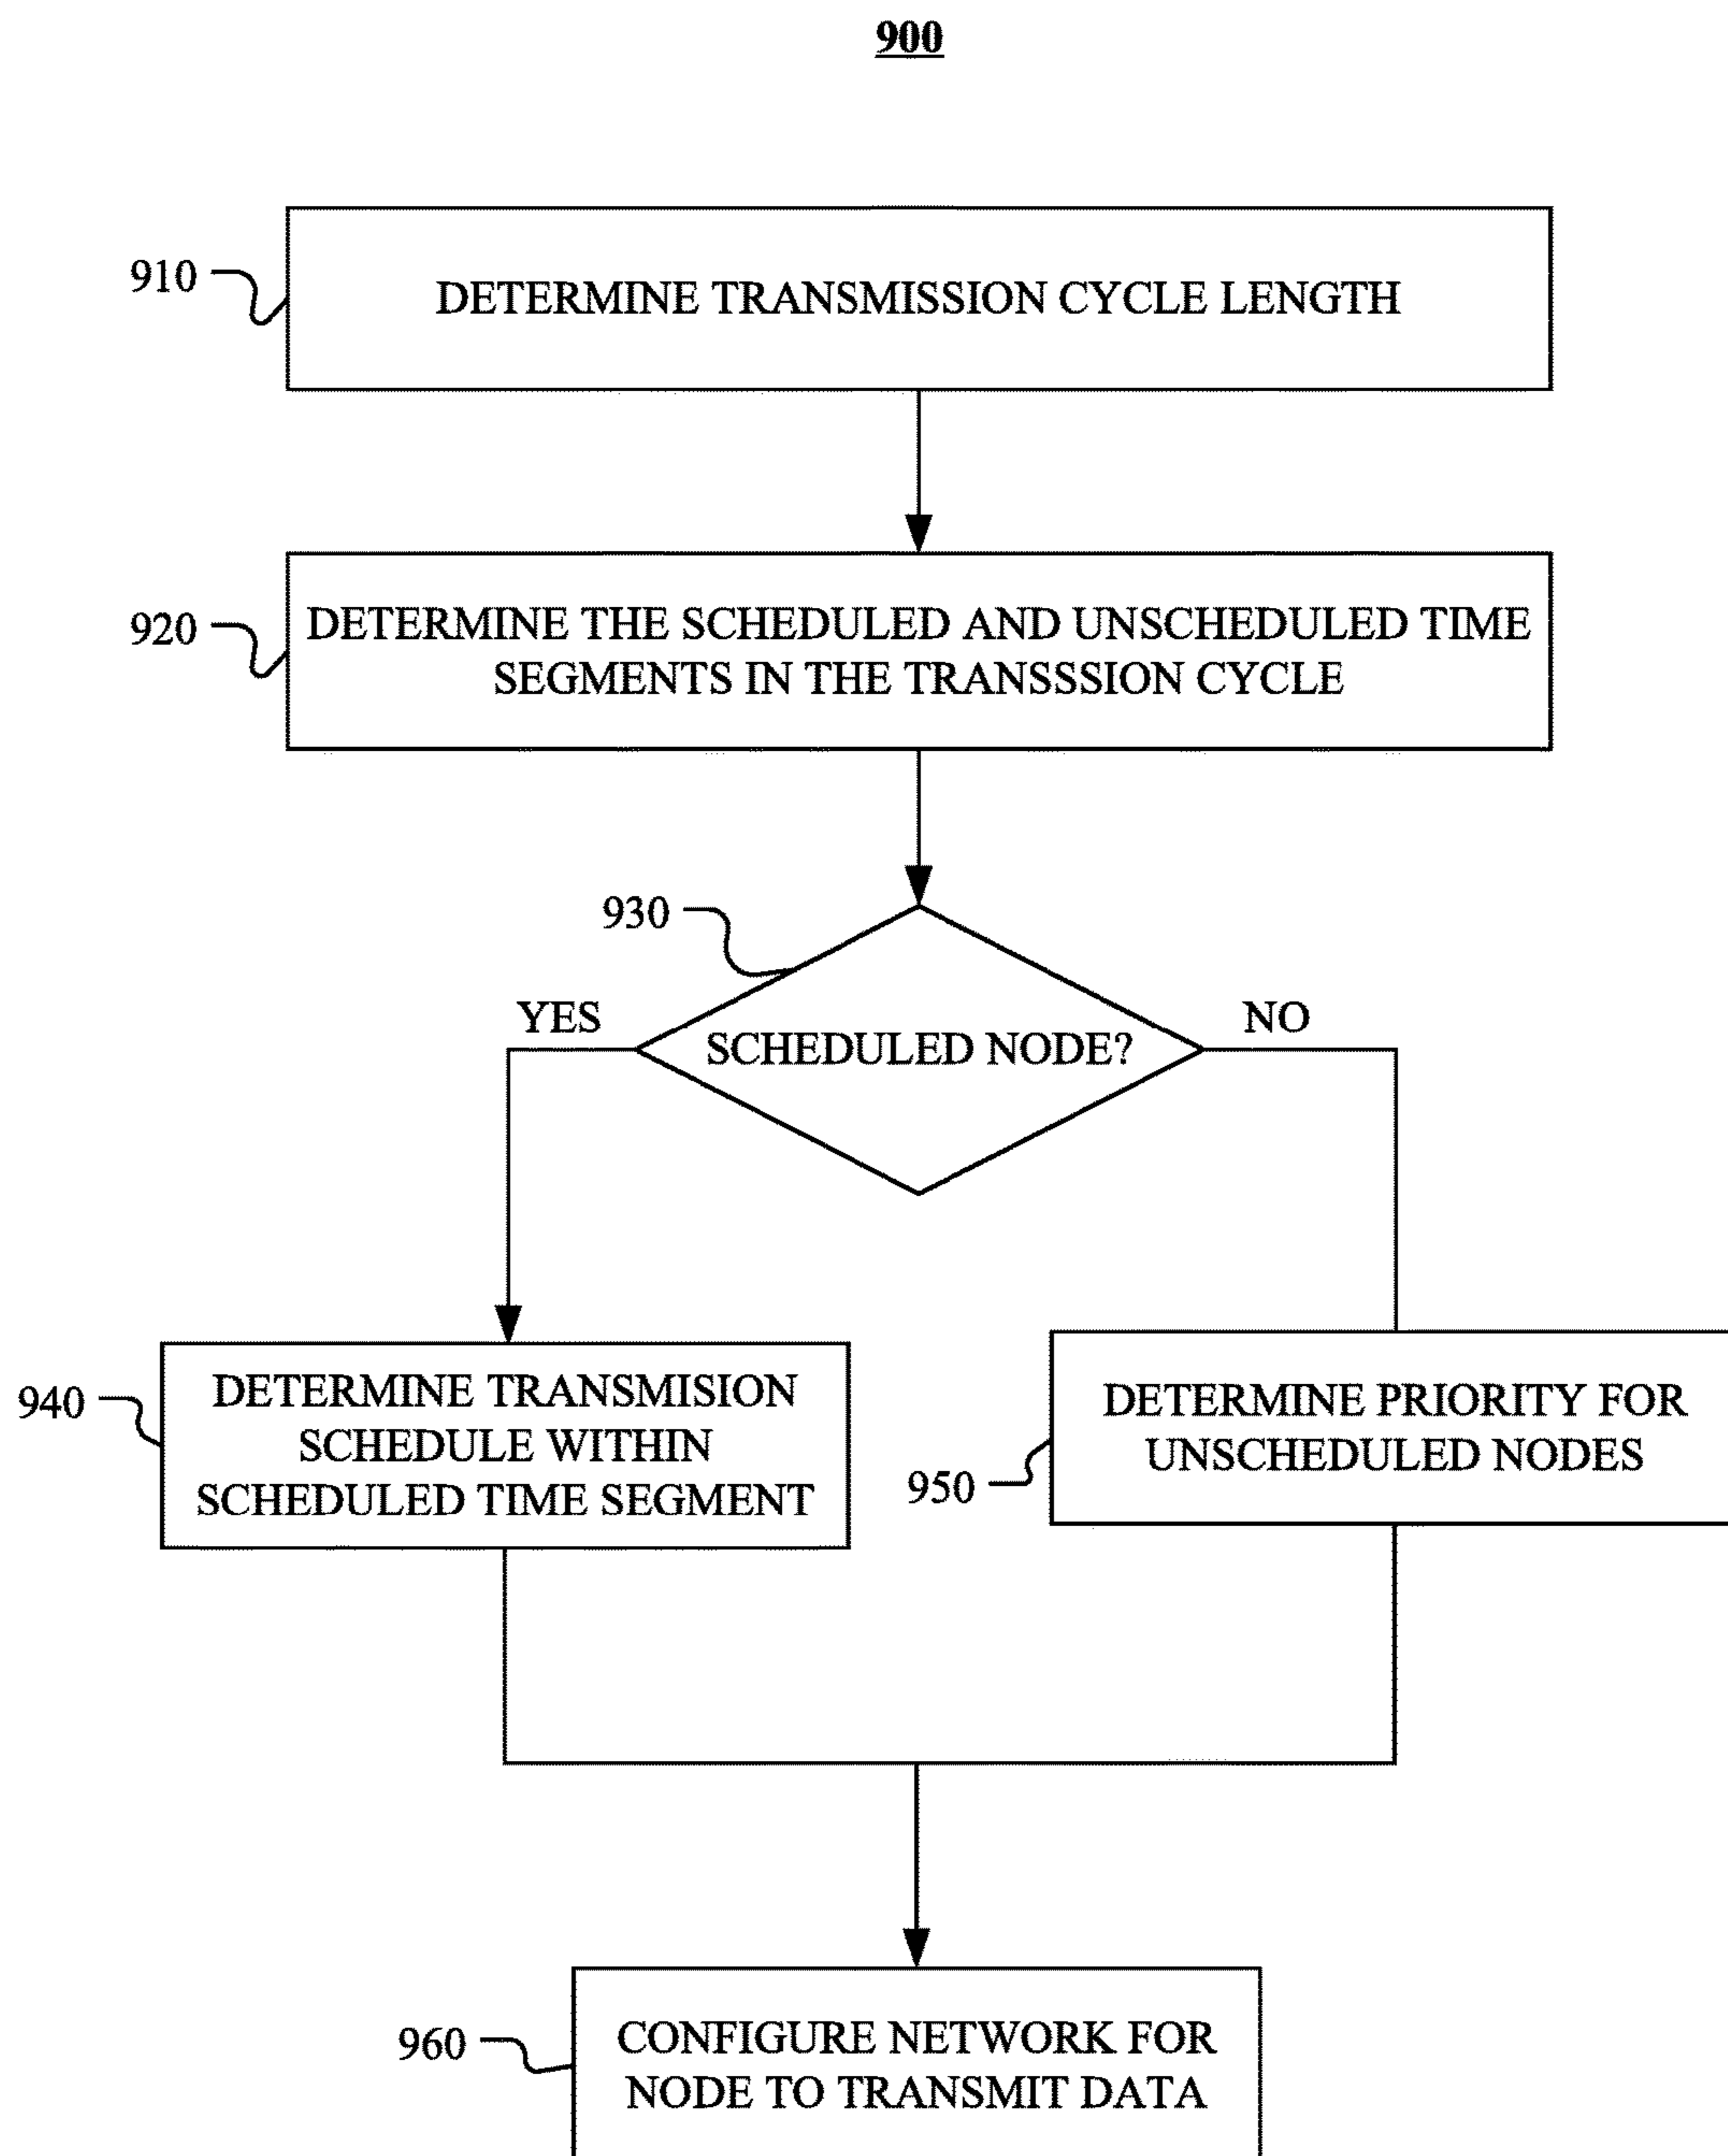 900
910
DETERMINE TRANSMISSION CYCLE LENGTH
920
DETERMINE THE SCHEDULED AND UNSCHEDULED TIME
SEGMENTS IN THE TRANSSSION CYCLE
930
YES
SCHEDULED NODE?
NO
940
DETERMINE TRANSMISION
SCHEDULE WITHIN
SCHEDULED TIME SEGMENT
950
DETERMINE PRIORITY FOR
UNSCHEDULED NODES
960
CONFIGURE NETWORK FOR
NODE TO TRANSMIT DATA